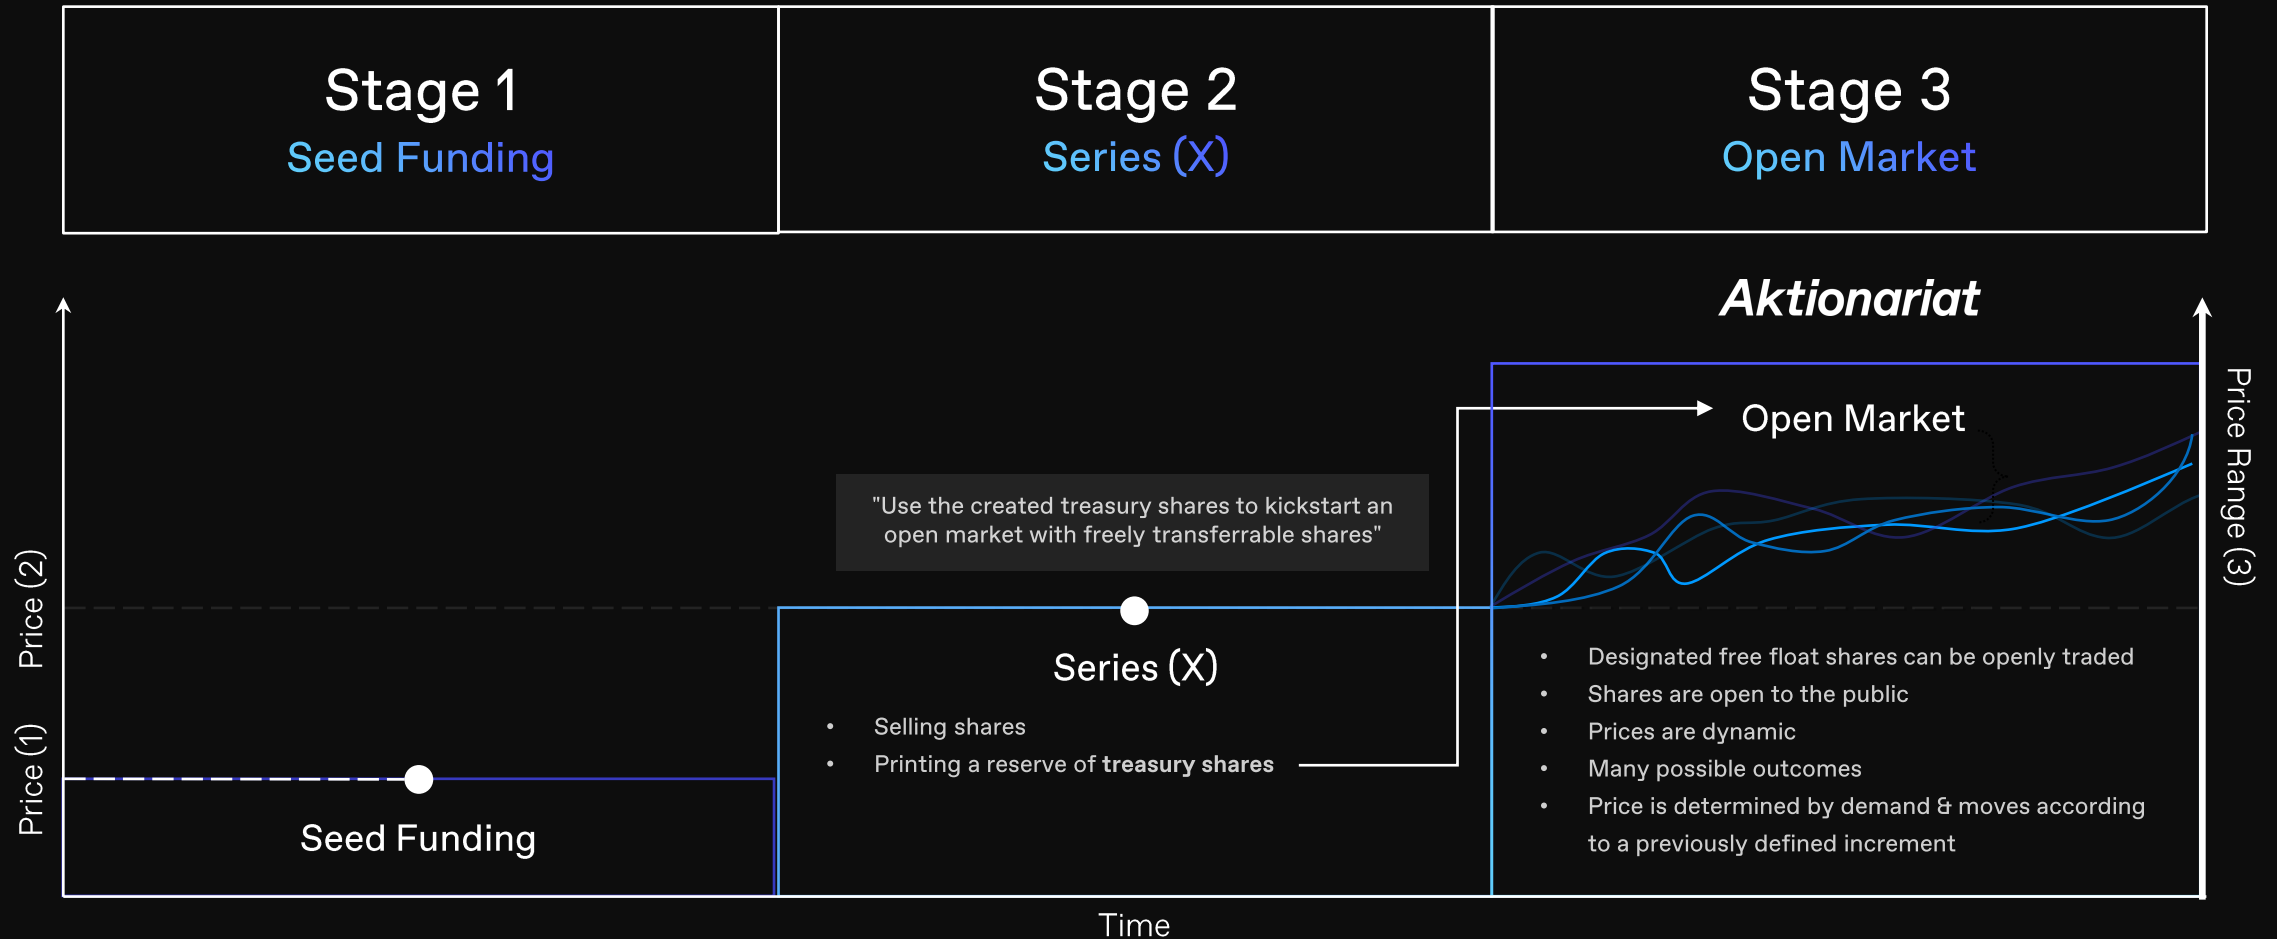 Stage 1
Seed Funding
Stage 2
Series (X)
Stage 3
Open Market
Aktionariat
Price (2)
Price (1)
Seed Funding
"Use the created treasury shares to kickstart an
open market with freely transferrable shares"
Series (X)
• Selling shares
• Printing a reserve of treasury shares
Open Market
• Designated free float shares can be openly traded
• Shares are open to the public
• Prices are dynamic
• Many possible outcomes
• Price is determined by demand & moves according
to a previously defined increment
Price Range (3)
Time